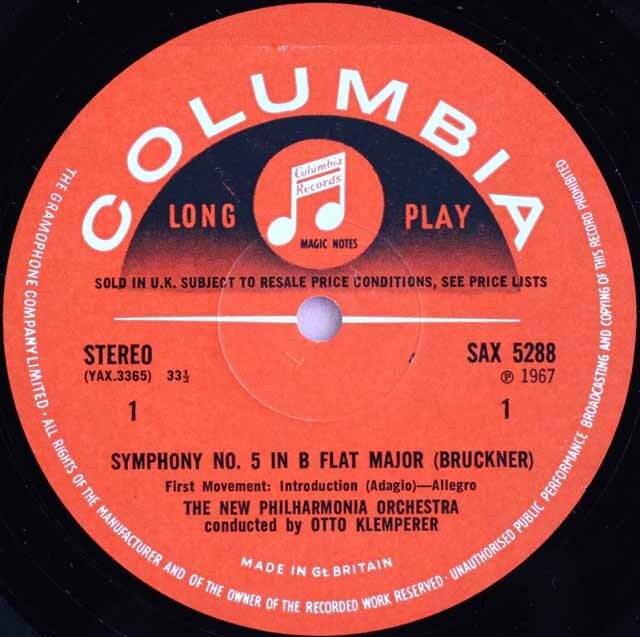 COLUMBIA
Columbia
Records
LONG PLAY
MAGIC NOTES
SOLD IN U.K. SUBJECT TO RESALE PRICE CONDITIONS, SEE PRICE LISTS
STEREO SAX 5288
(YAX.3365) 33⅓ ℗ 1967
1 1
SYMPHONY NO. 5 IN B FLAT MAJOR (BRUCKNER)
First Movement: Introduction (Adagio)—Allegro
THE NEW PHILHARMONIA ORCHESTRA
conducted by OTTO KLEMPERER
MADE IN Gt. BRITAIN
THE GRAMOPHONE COMPANY LIMITED · ALL RIGHTS OF THE MANUFACTURER AND OF THE OWNER OF THE RECORDED WORK RESERVED · UNAUTHORISED PUBLIC PERFORMANCE BROADCASTING AND COPYING OF THIS RECORD PROHIBITED